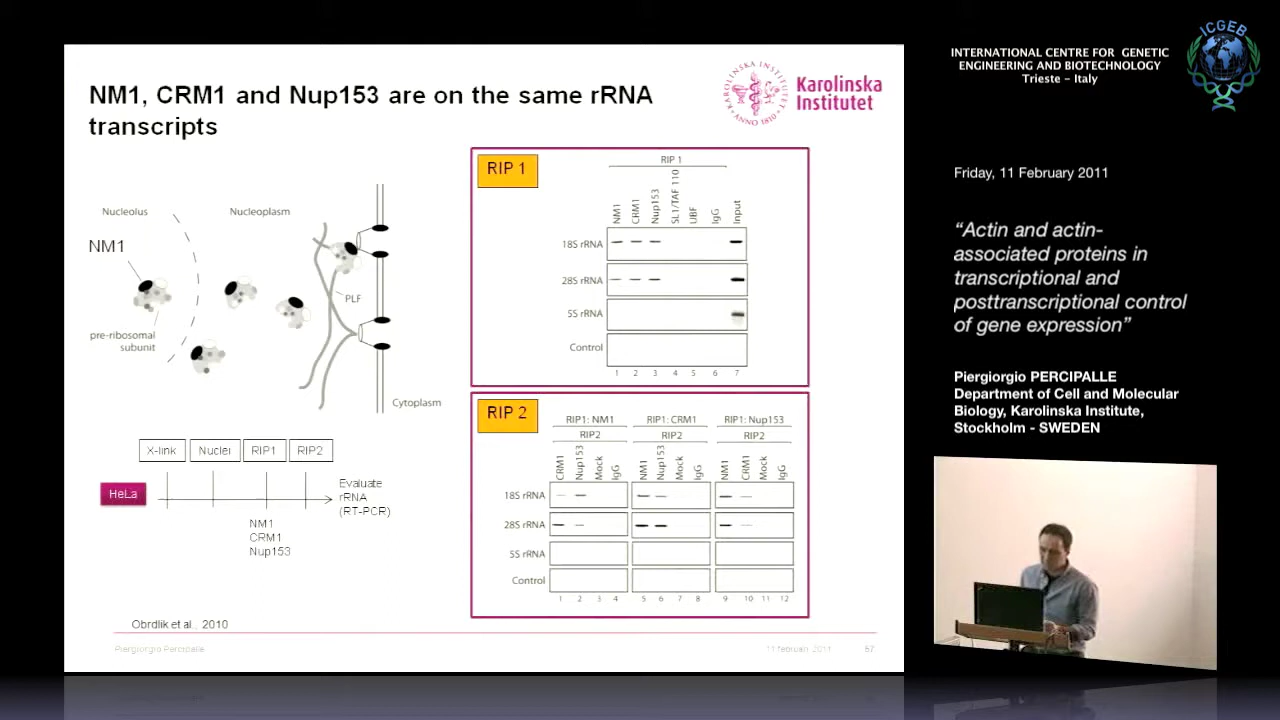 NM1, CRM1 and Nup153 are on the same rRNA
transcripts
KAROLINSKA INSTITUTET
ANNO 1810
Karolinska
Institutet
Nucleolus
Nucleoplasm
NM1
PLF
pre-ribosomal
subunit
Cytoplasm
X-link
Nuclei
RIP1
RIP2
HeLa
Evaluate
rRNA
(RT-PCR)
NM1
CRM1
Nup153
Obrdlik et al., 2010
RIP 1
RIP 1
NM1
CRM1
Nup153
SL1/TAF 110
UBF
IgG
Input
18S rRNA
28S rRNA
5S rRNA
Control
1 2 3 4 5 6 7
RIP 2
RIP1: NM1 RIP1: CRM1 RIP1: Nup153
RIP2 RIP2 RIP2
CRM1 Nup153 Mock IgG NM1 Nup153 Mock IgG NM1 CRM1 Mock IgG
18S rRNA
28S rRNA
5S rRNA
Control
1 2 3 4 5 6 7 8 9 10 11 12
Piergiorgio Percipalle
11 februari 2011
57
INTERNATIONAL CENTRE FOR GENETIC
ENGINEERING AND BIOTECHNOLOGY
Trieste - Italy
ICGEB
Friday, 11 February 2011
“Actin and actin-
associated proteins in
transcriptional and
posttranscriptional control
of gene expression”
Piergiorgio PERCIPALLE
Department of Cell and Molecular
Biology, Karolinska Institute,
Stockholm - SWEDEN